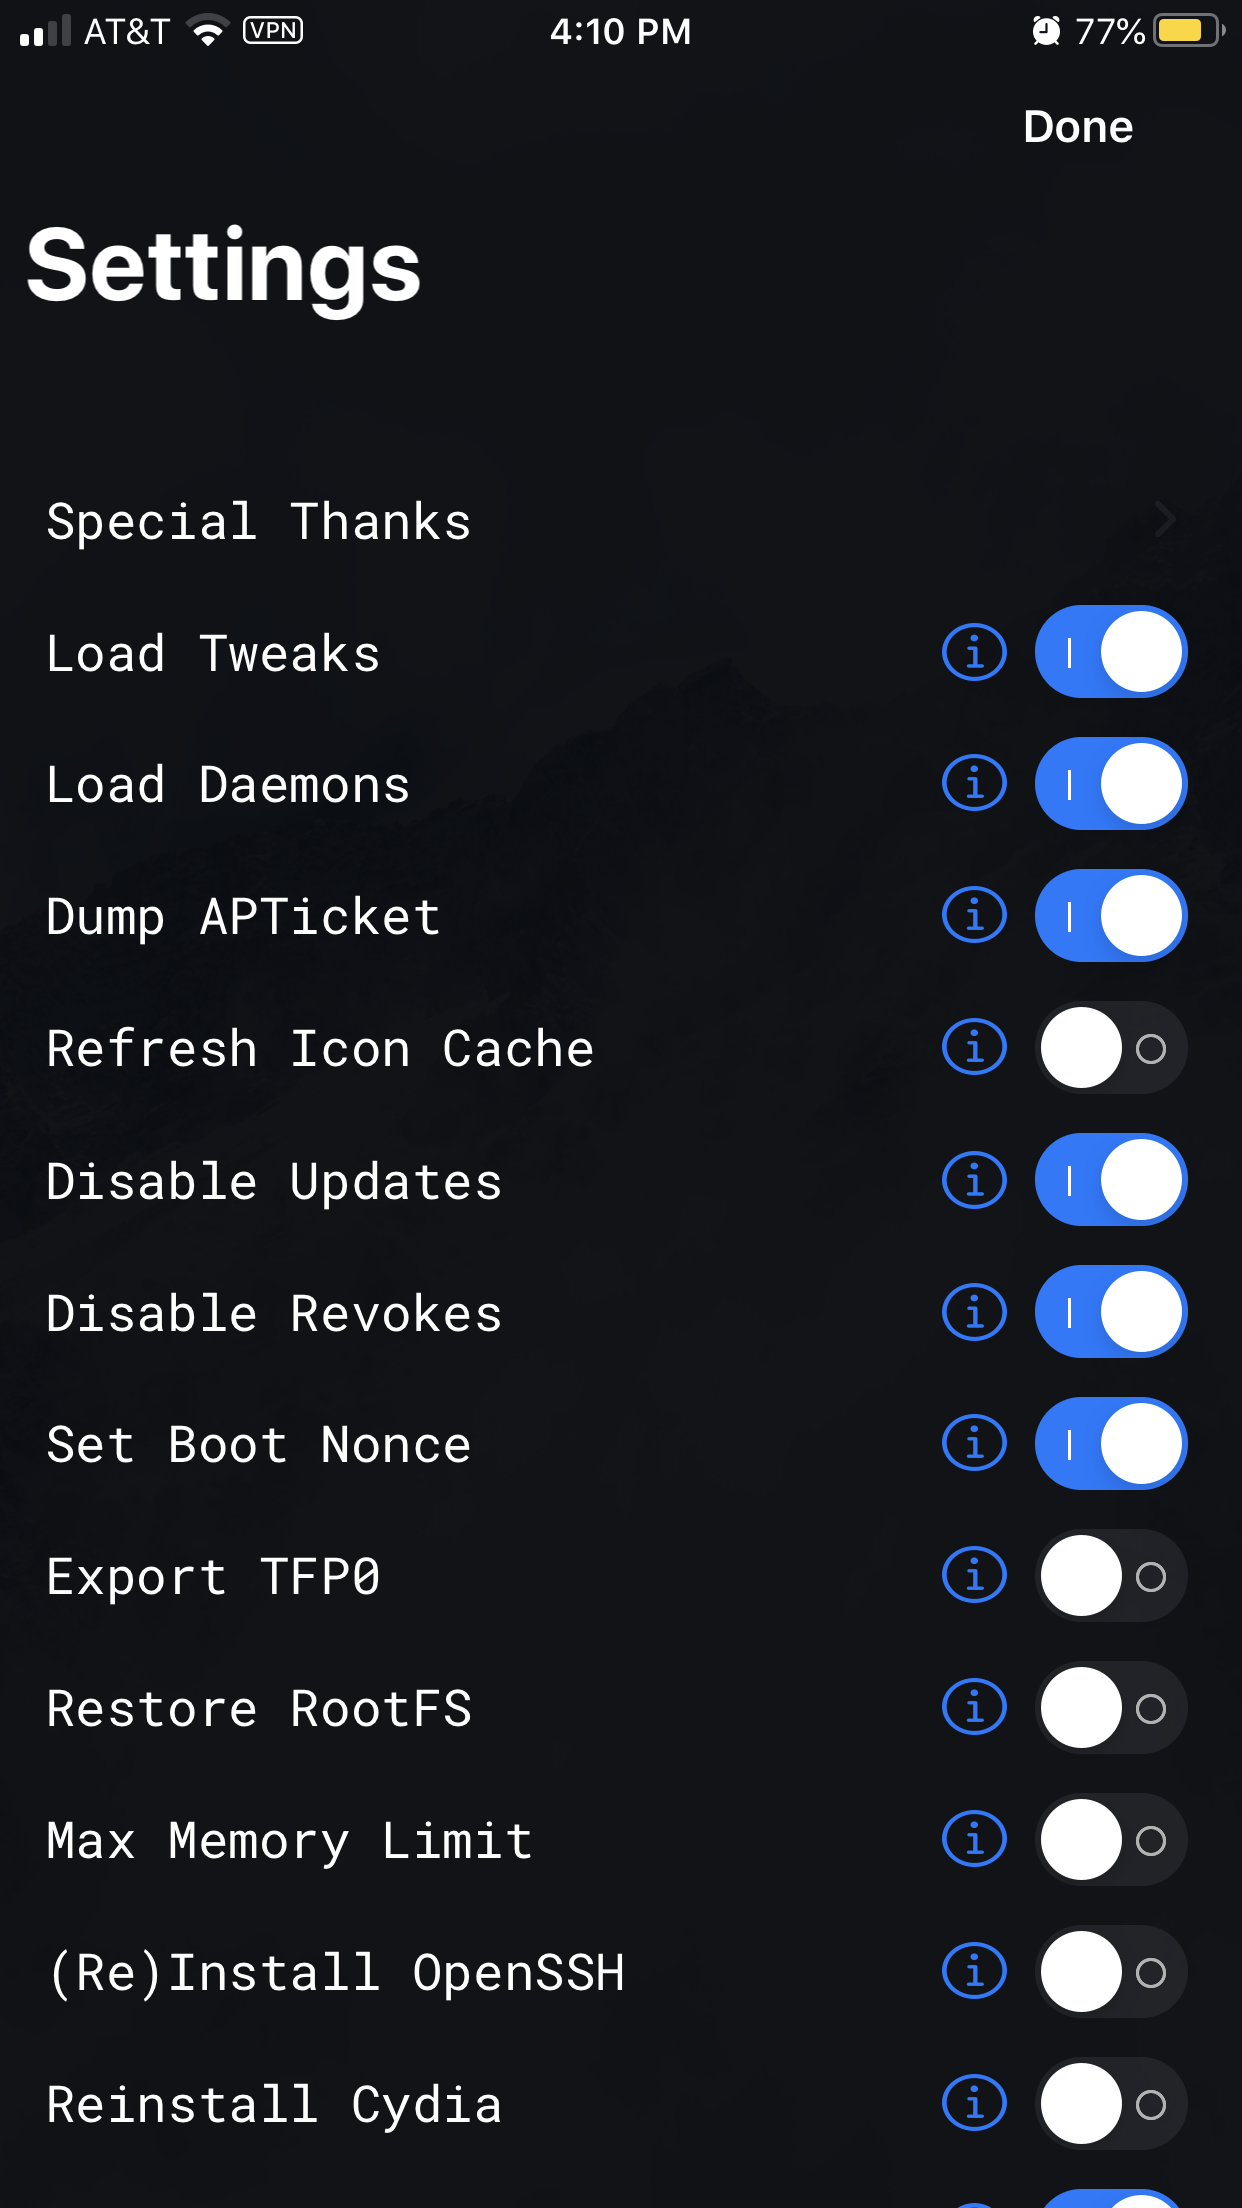 AT&T VPN 4:10 PM 77%
Done
Settings
Special Thanks
Load Tweaks
Load Daemons
Dump APTicket
Refresh Icon Cache
Disable Updates
Disable Revokes
Set Boot Nonce
Export TFP0
Restore RootFS
Max Memory Limit
(Re)Install OpenSSH
Reinstall Cydia